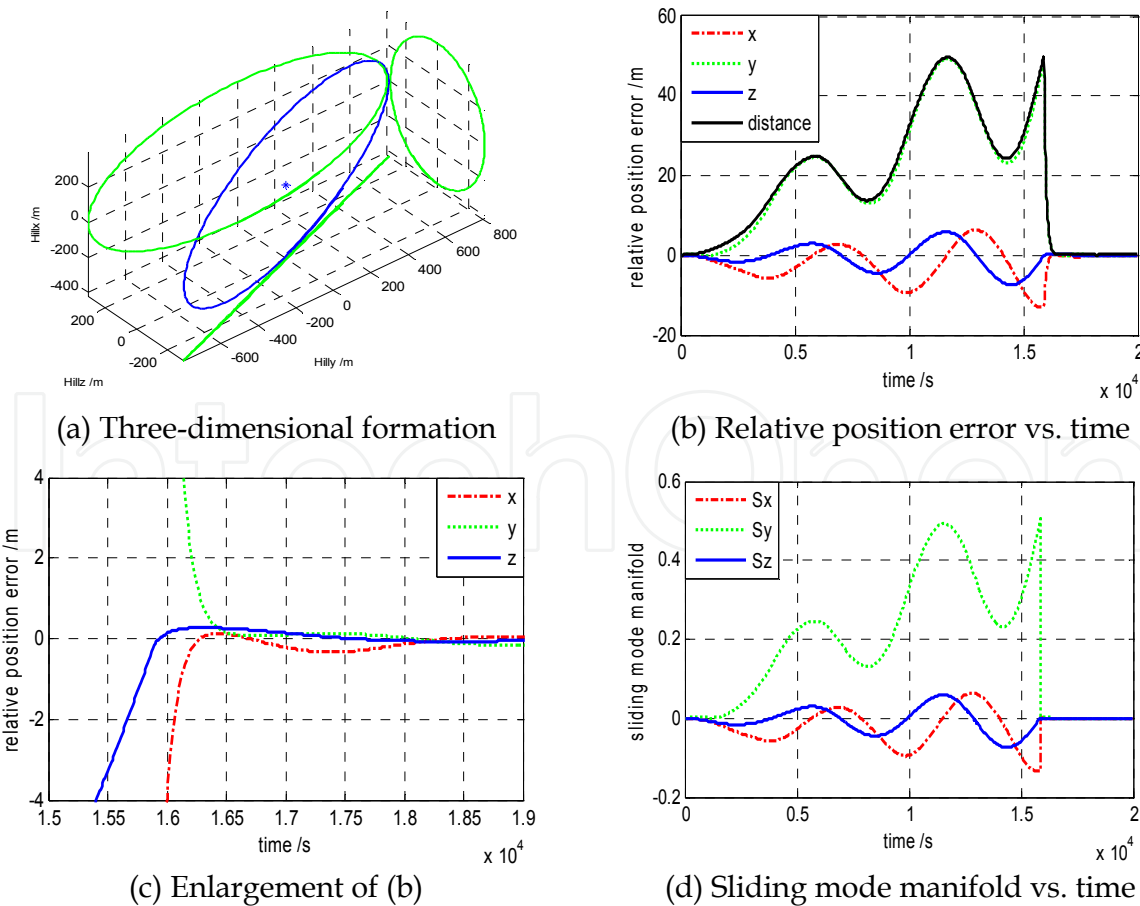 200
0
-200
-400
Hillx /m
200
0
-200
Hillz /m
-600
-400
-200
0
200
400
600
800
Hilly /m
(a) Three-dimensional formation
60
40
20
0
-20
relative position error /m
x
y
z
distance
0
0.5
1
1.5
2
time /s
x 10^4
(b) Relative position error vs. time
4
2
0
-2
-4
relative position error /m
x
y
z
1.5
1.55
1.6
1.65
1.7
1.75
1.8
1.85
1.9
time /s
x 10^4
(c) Enlargement of (b)
0.6
0.4
0.2
0
-0.2
sliding mode manifold
Sx
Sy
Sz
0
0.5
1
1.5
2
time /s
x 10^4
(d) Sliding mode manifold vs. time
IntechOpen